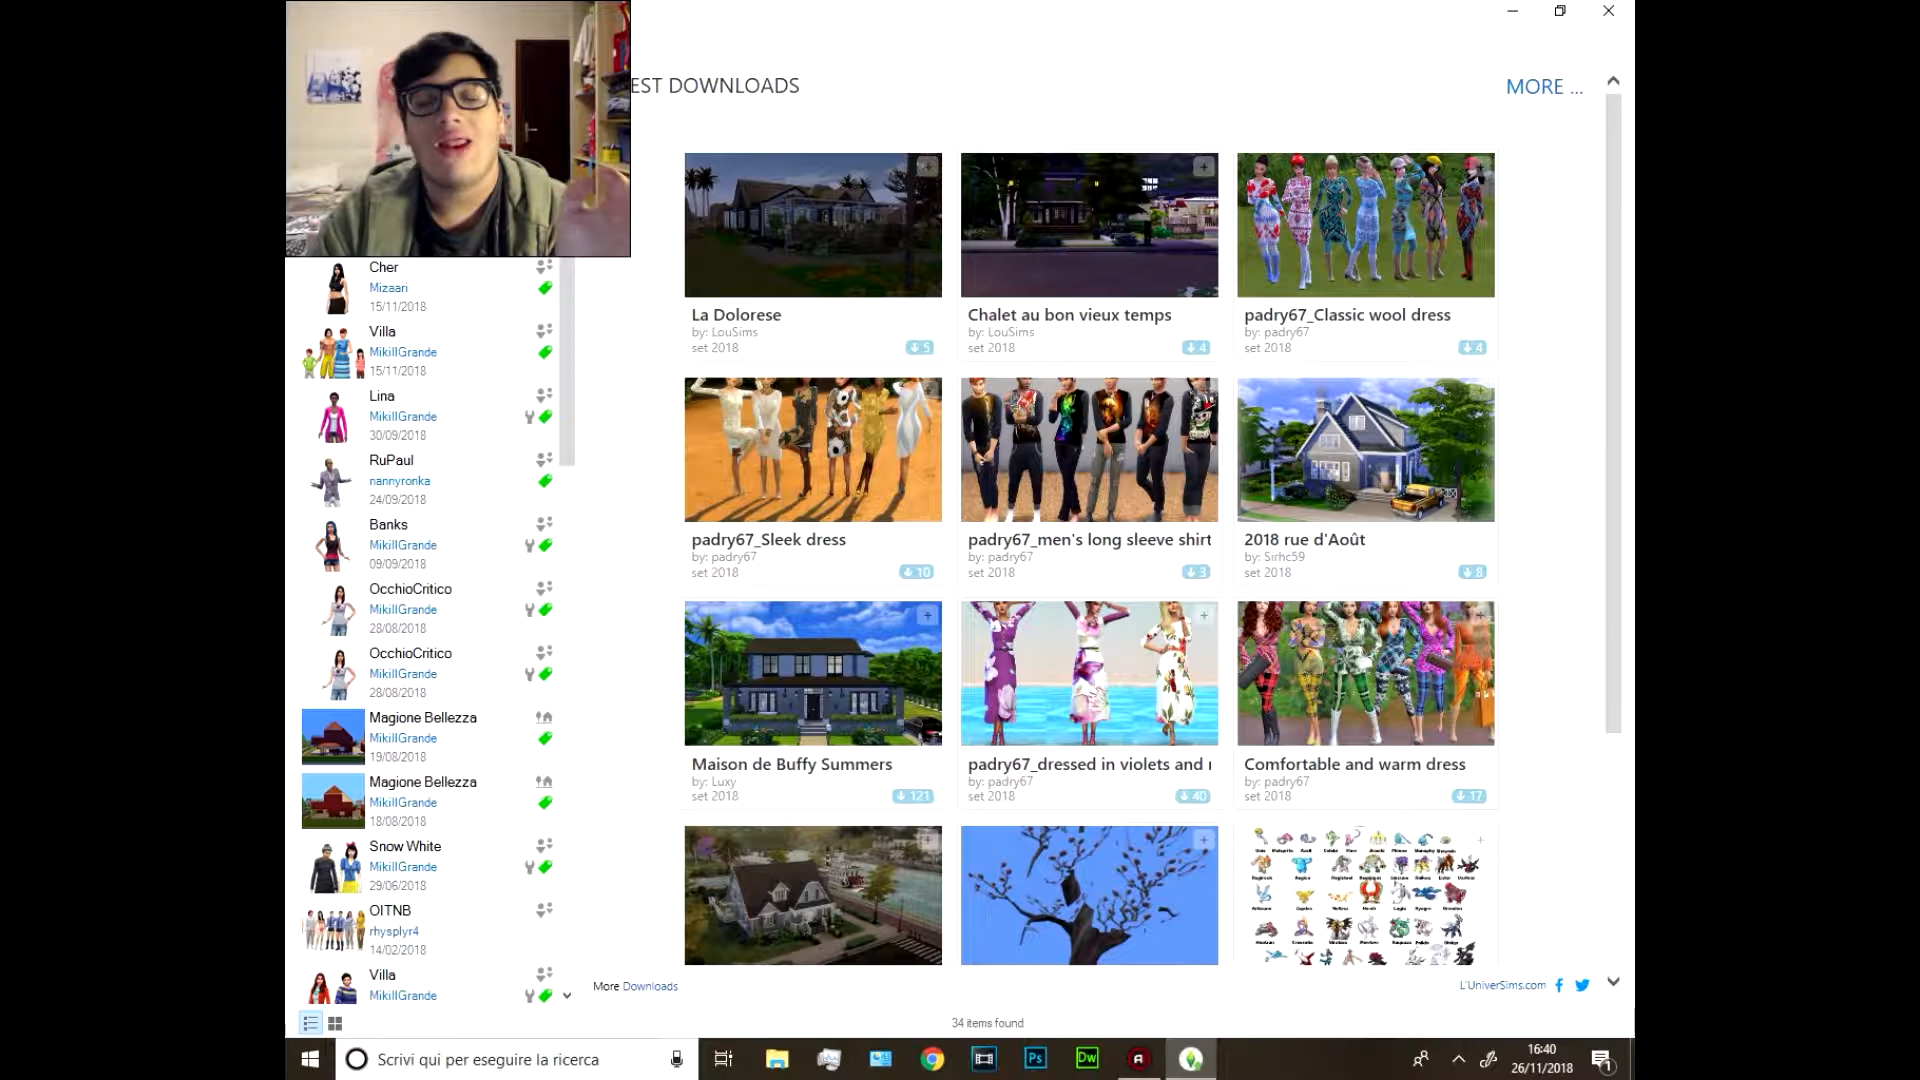 EST DOWNLOADS
MORE ...
Cher
Mizaari
15/11/2018
Villa
MikillGrande
15/11/2018
Lina
MikillGrande
30/09/2018
RuPaul
nannyronka
24/09/2018
Banks
MikillGrande
09/09/2018
OcchioCritico
MikillGrande
28/08/2018
OcchioCritico
MikillGrande
28/08/2018
Magione Bellezza
MikillGrande
19/08/2018
Magione Bellezza
MikillGrande
18/08/2018
Snow White
MikillGrande
29/06/2018
OITNB
rhysplyr4
14/02/2018
Villa
MikillGrande
La Dolorese
by: LouSims
set 2018
5
Chalet au bon vieux temps
by: LouSims
set 2018
4
padry67_Classic wool dress
by: padry67
set 2018
4
padry67_Sleek dress
by: padry67
set 2018
10
padry67_men's long sleeve shirt
by: padry67
set 2018
3
2018 rue d'Août
by: Sirhc59
set 2018
8
Maison de Buffy Summers
by: Luxy
set 2018
121
padry67_dressed in violets and
by: padry67
set 2018
40
Comfortable and warm dress
by: padry67
set 2018
17
More Downloads
L'UniverSims.com
34 items found
Scrivi qui per eseguire la ricerca
Ps
Dw
16:40
26/11/2018
1